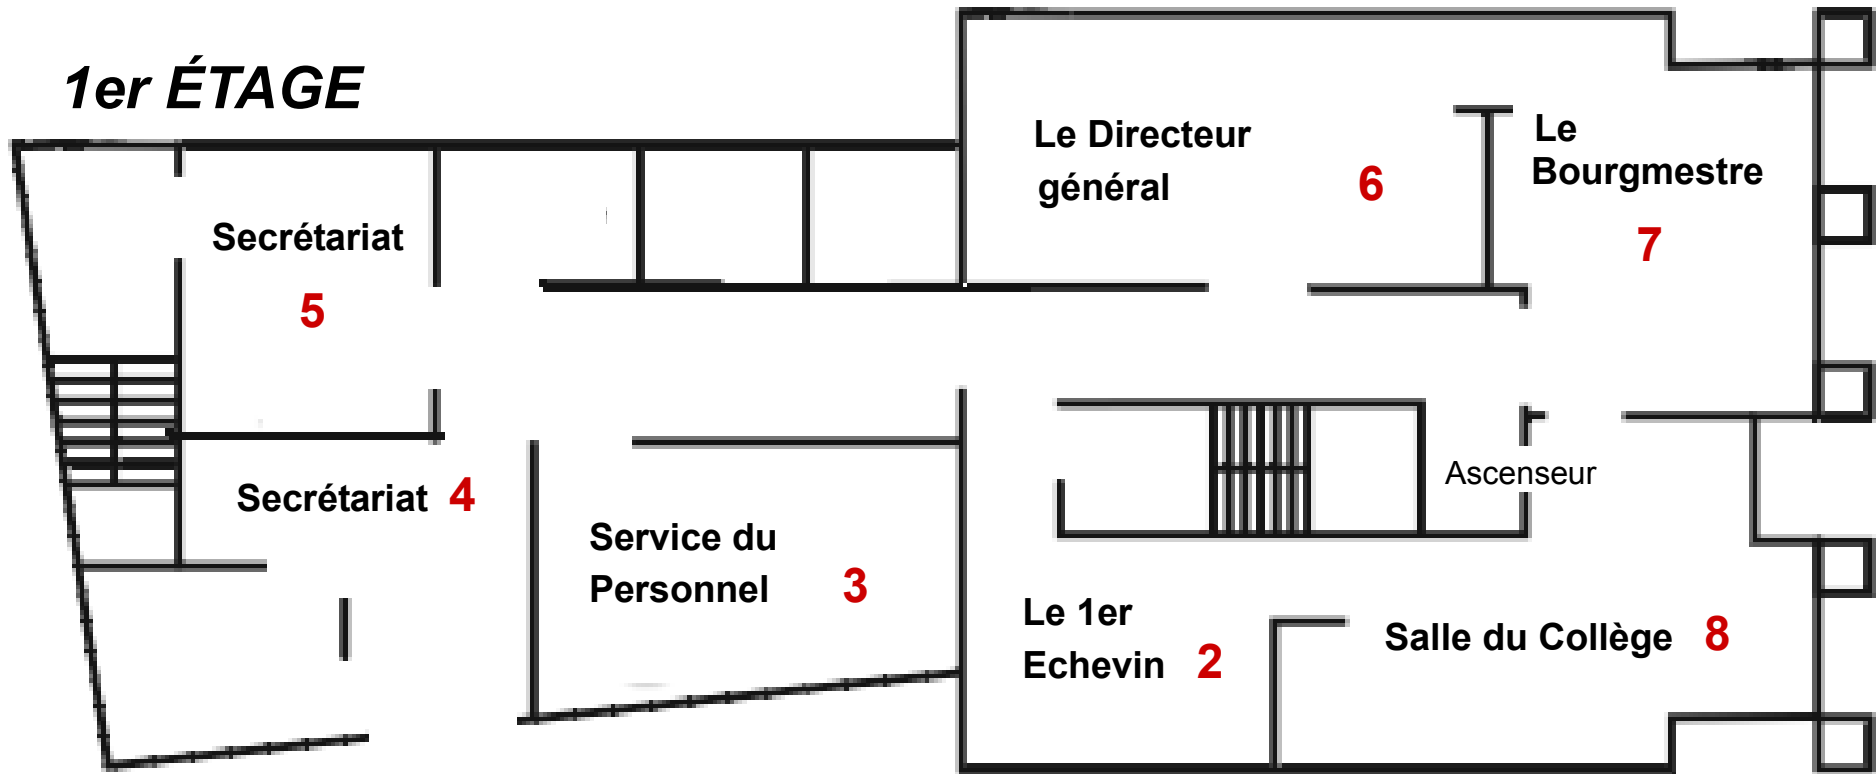 1er ÉTAGE
Le Directeur
général 6
Le
Bourgmestre
7
Secrétariat
5
Ascenseur
Secrétariat 4
Service du
Personnel 3
Le 1er
Echevin 2
Salle du Collège 8